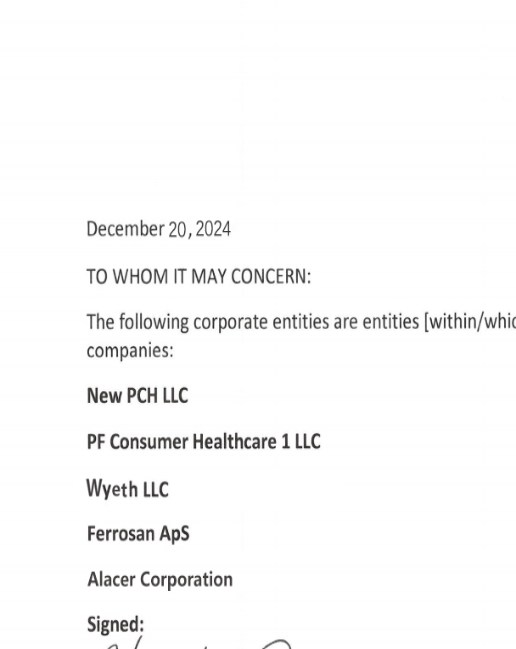 December 20, 2024
TO WHOM IT MAY CONCERN:
The following corporate entities are entities [within/whic
companies:
New PCH LLC
PF Consumer Healthcare 1 LLC
Wyeth LLC
Ferrosan ApS
Alacer Corporation
Signed: